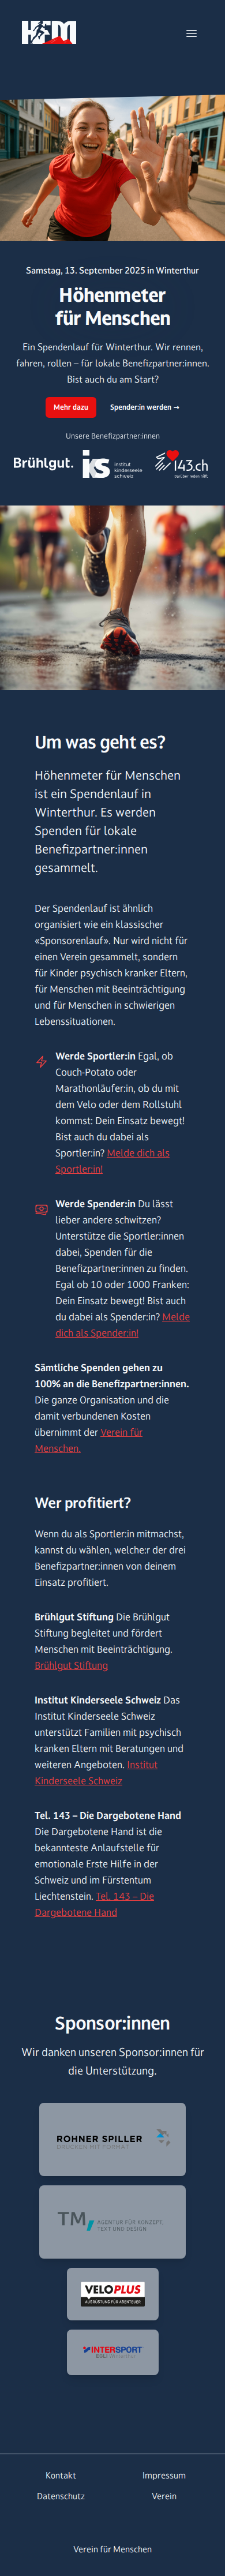 HFM
Samstag, 13. September 2025 in Winterthur
Höhenmeter
für Menschen
Ein Spendenlauf für Winterthur. Wir rennen,
fahren, rollen – für lokale Benefizpartner:innen.
Bist auch du am Start?
Mehr dazu
Spender:in werden →
Unsere Benefizpartner:innen
Brühlgut.
iks institut
kinderseele
schweiz
143.ch
Darüber reden hilft.
Um was geht es?
Höhenmeter für Menschen
ist ein Spendenlauf in
Winterthur. Es werden
Spenden für lokale
Benefizpartner:innen
gesammelt.
Der Spendenlauf ist ähnlich
organisiert wie ein klassischer
«Sponsorenlauf». Nur wird nicht für
einen Verein gesammelt, sondern
für Kinder psychisch kranker Eltern,
für Menschen mit Beeinträchtigung
und für Menschen in schwierigen
Lebenssituationen.
Werde Sportler:in Egal, ob
Couch-Potato oder
Marathonläufer:in, ob du mit
dem Velo oder dem Rollstuhl
kommst: Dein Einsatz bewegt!
Bist auch du dabei als
Sportler:in? Melde dich als
Sportler:in!
Werde Spender:in Du lässt
lieber andere schwitzen?
Unterstütze die Sportler:innen
dabei, Spenden für die
Benefizpartner:innen zu finden.
Egal ob 10 oder 1000 Franken:
Dein Einsatz bewegt! Bist auch
du dabei als Spender:in? Melde
dich als Spender:in!
Sämtliche Spenden gehen zu
100% an die Benefizpartner:innen.
Die ganze Organisation und die
damit verbundenen Kosten
übernimmt der Verein für
Menschen.
Wer profitiert?
Wenn du als Sportler:in mitmachst,
kannst du wählen, welche:r der drei
Benefizpartner:innen von deinem
Einsatz profitiert.
Brühlgut Stiftung Die Brühlgut
Stiftung begleitet und fördert
Menschen mit Beeinträchtigung.
Brühlgut Stiftung
Institut Kinderseele Schweiz Das
Institut Kinderseele Schweiz
unterstützt Familien mit psychisch
kranken Eltern mit Beratungen und
weiteren Angeboten. Institut
Kinderseele Schweiz
Tel. 143 – Die Dargebotene Hand
Die Dargebotene Hand ist die
bekannteste Anlaufstelle für
emotionale Erste Hilfe in der
Schweiz und im Fürstentum
Liechtenstein. Tel. 143 – Die
Dargebotene Hand
Sponsor:innen
Wir danken unseren Sponsor:innen für
die Unterstützung.
ROHNER SPILLER
DRUCKEN MIT FORMAT
TM AGENTUR FÜR KONZEPT,
TEXT UND DESIGN
VELOPLUS
AUSRÜSTUNG FÜR ABENTEUER
INTERSPORT
Kontakt
Impressum
Datenschutz
Verein
Verein für Menschen